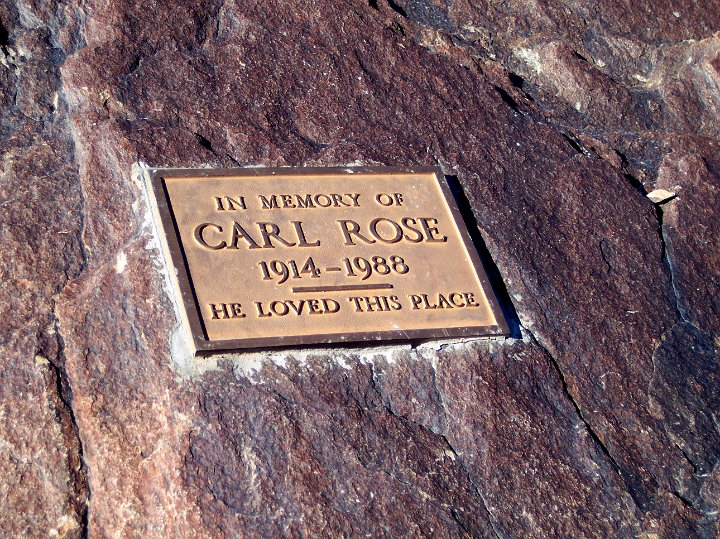 IN MEMORY OF
CARL ROSE
1914-1988
HE LOVED THIS PLACE